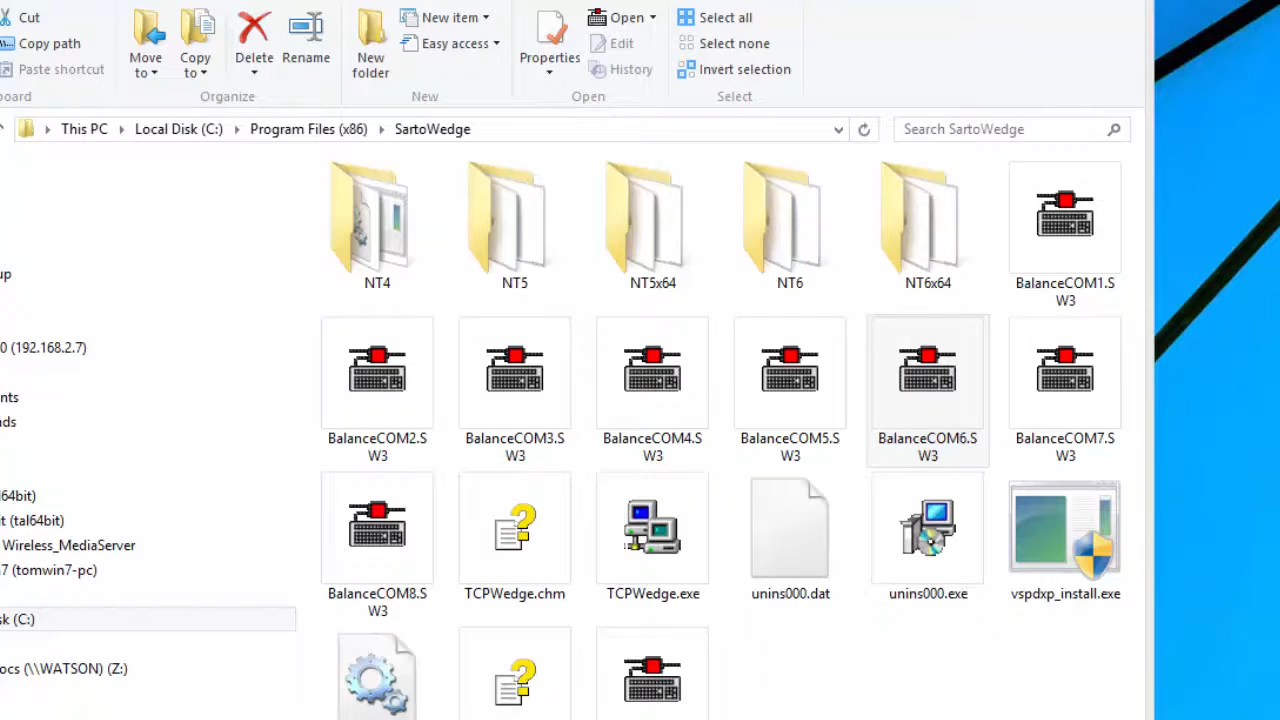 Cut
Copy path
Paste shortcut
oard
Move
to
Copy
to
Delete
Rename
Organize
New
folder
New item
Easy access
New
Properties
Open
Edit
History
Open
Select all
Select none
Invert selection
Select
This PC
Local Disk (C:)
Program Files (x86)
SartoWedge
Search SartoWedge
up
0 (192.168.2.7)
nts
ds
l64bit)
it (tal64bit)
Wireless_MediaServer
7 (tomwin7-pc)
sk (C:)
ocs (\\WATSON) (Z:)
NT4
NT5
NT5x64
NT6
NT6x64
BalanceCOM1.S
W3
BalanceCOM2.S
W3
BalanceCOM3.S
W3
BalanceCOM4.S
W3
BalanceCOM5.S
W3
BalanceCOM6.S
W3
BalanceCOM7.S
W3
BalanceCOM8.S
W3
TCPWedge.chm
TCPWedge.exe
unins000.dat
unins000.exe
vspdxp_install.exe